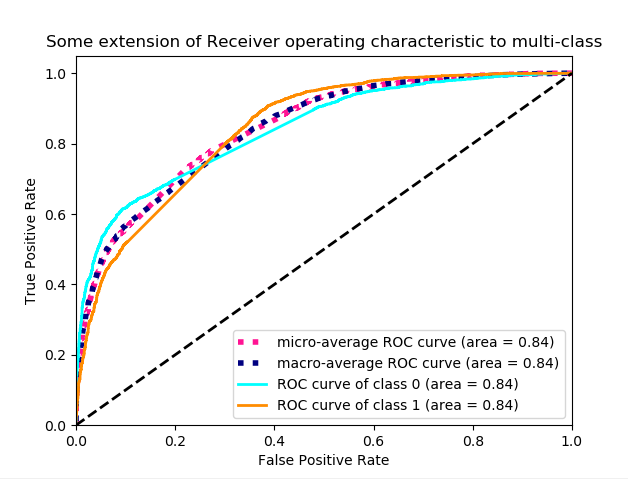 Some extension of Receiver operating characteristic to multi-class
True Positive Rate
1.0
0.8
0.6
0.4
0.2
0.0
micro-average ROC curve (area = 0.84)
macro-average ROC curve (area = 0.84)
ROC curve of class 0 (area = 0.84)
ROC curve of class 1 (area = 0.84)
0.0 0.2 0.4 0.6 0.8 1.0
False Positive Rate